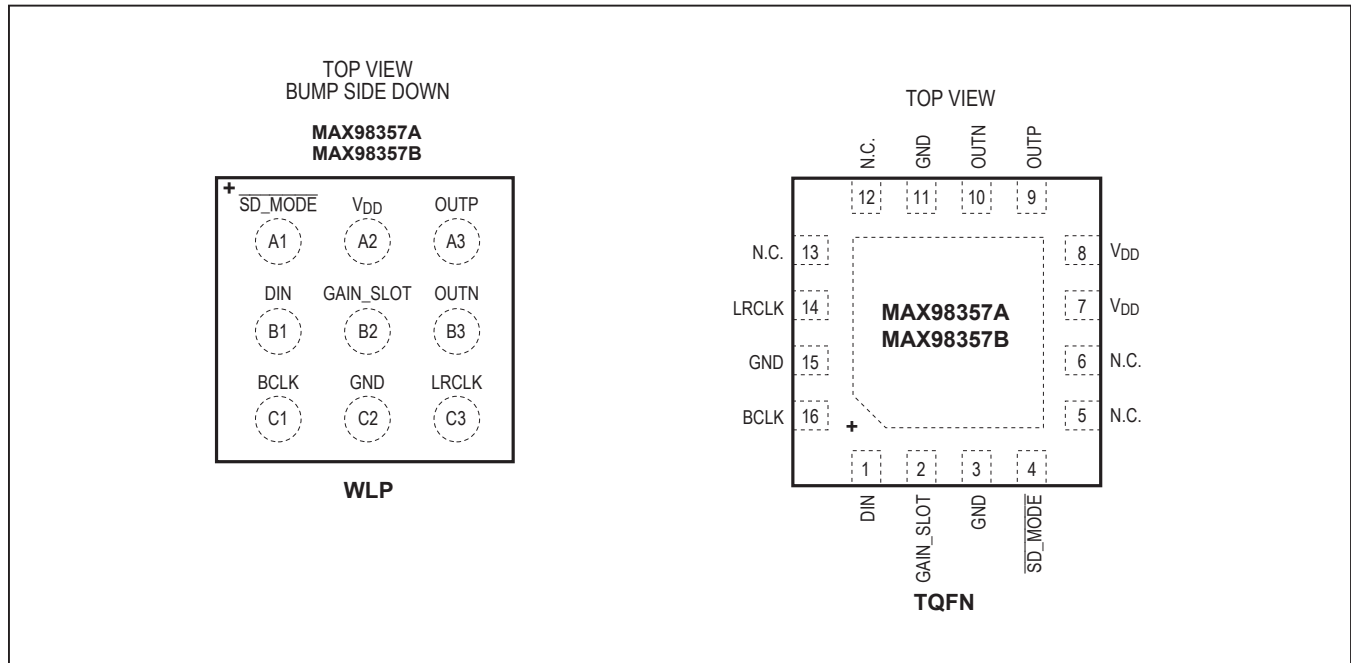 TOP VIEW
BUMP SIDE DOWN
MAX98357A
MAX98357B
+
SD_MODE VDD OUTP
A1 A2 A3
DIN GAIN_SLOT OUTN
B1 B2 B3
BCLK GND LRCLK
C1 C2 C3
WLP
TOP VIEW
N.C. GND OUTN OUTP
12 11 10 9
N.C. 13 8 VDD
LRCLK 14 7 VDD
MAX98357A
MAX98357B
GND 15 6 N.C.
BCLK 16 5 N.C.
+
1 2 3 4
DIN GAIN_SLOT GND SD_MODE
TQFN